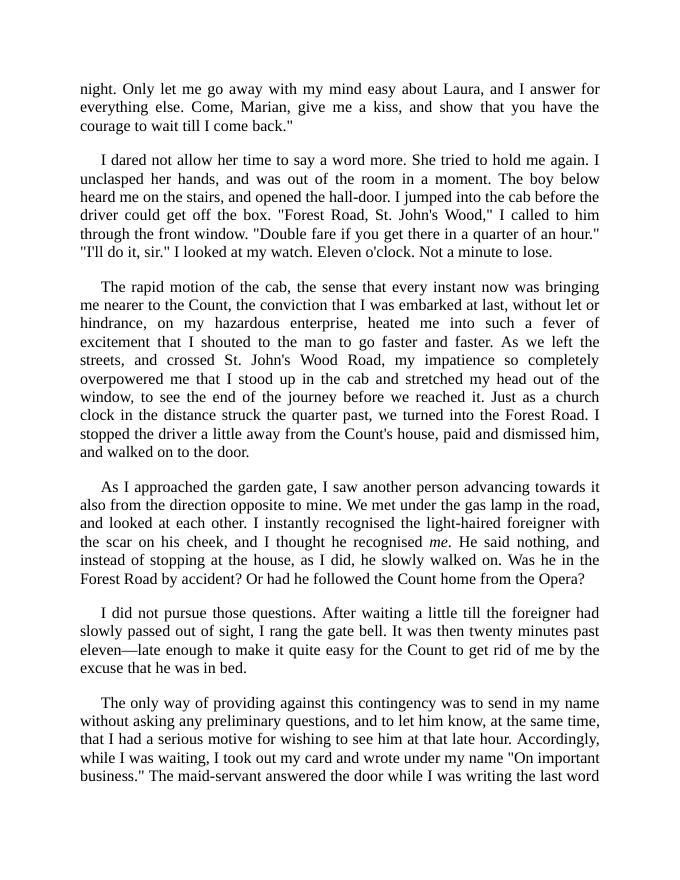 night. Only let me go away with my mind easy about Laura, and I answer for
everything else. Come, Marian, give me a kiss, and show that you have the
courage to wait till I come back."
I dared not allow her time to say a word more. She tried to hold me again. I
unclasped her hands, and was out of the room in a moment. The boy below
heard me on the stairs, and opened the hall-door. I jumped into the cab before the
driver could get off the box. "Forest Road, St. John's Wood," I called to him
through the front window. "Double fare if you get there in a quarter of an hour."
"I'll do it, sir." I looked at my watch. Eleven o'clock. Not a minute to lose.
The rapid motion of the cab, the sense that every instant now was bringing
me nearer to the Count, the conviction that I was embarked at last, without let or
hindrance, on my hazardous enterprise, heated me into such a fever of
excitement that I shouted to the man to go faster and faster. As we left the
streets, and crossed St. John's Wood Road, my impatience so completely
overpowered me that I stood up in the cab and stretched my head out of the
window, to see the end of the journey before we reached it. Just as a church
clock in the distance struck the quarter past, we turned into the Forest Road. I
stopped the driver a little away from the Count's house, paid and dismissed him,
and walked on to the door.
As I approached the garden gate, I saw another person advancing towards it
also from the direction opposite to mine. We met under the gas lamp in the road,
and looked at each other. I instantly recognised the light-haired foreigner with
the scar on his cheek, and I thought he recognised me. He said nothing, and
instead of stopping at the house, as I did, he slowly walked on. Was he in the
Forest Road by accident? Or had he followed the Count home from the Opera?
I did not pursue those questions. After waiting a little till the foreigner had
slowly passed out of sight, I rang the gate bell. It was then twenty minutes past
eleven—late enough to make it quite easy for the Count to get rid of me by the
excuse that he was in bed.
The only way of providing against this contingency was to send in my name
without asking any preliminary questions, and to let him know, at the same time,
that I had a serious motive for wishing to see him at that late hour. Accordingly,
while I was waiting, I took out my card and wrote under my name "On important
business." The maid-servant answered the door while I was writing the last word